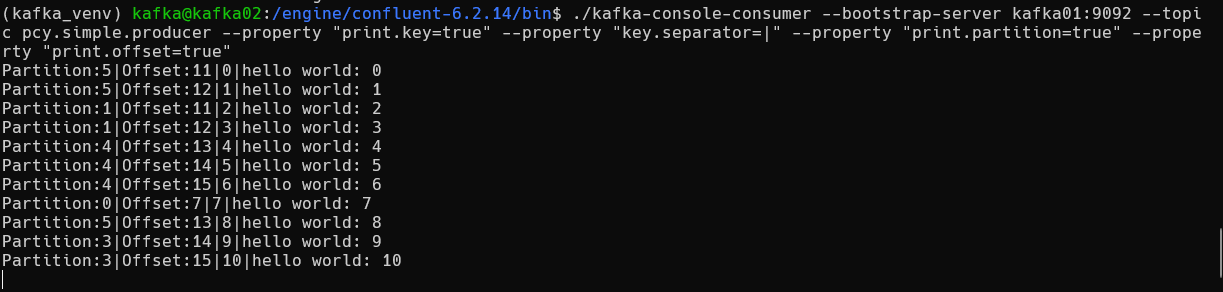 (kafka_venv) kafka@kafka02:/engine/confluent-6.2.14/bin$ ./kafka-console-consumer --bootstrap-server kafka01:9092 --topi
c pcy.simple.producer --property "print.key=true" --property "key.separator=|" --property "print.partition=true" --prope
rty "print.offset=true"
Partition:5|Offset:11|0|hello world: 0
Partition:5|Offset:12|1|hello world: 1
Partition:1|Offset:11|2|hello world: 2
Partition:1|Offset:12|3|hello world: 3
Partition:4|Offset:13|4|hello world: 4
Partition:4|Offset:14|5|hello world: 5
Partition:4|Offset:15|6|hello world: 6
Partition:0|Offset:7|7|hello world: 7
Partition:5|Offset:13|8|hello world: 8
Partition:3|Offset:14|9|hello world: 9
Partition:3|Offset:15|10|hello world: 10